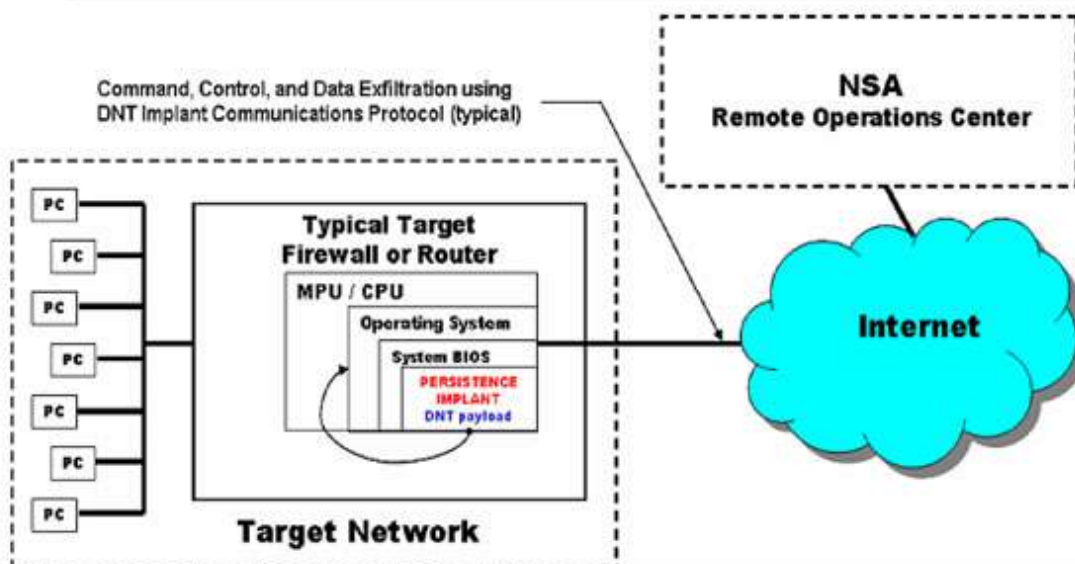 Command, Control, and Data Exfiltration using
DNT Implant Communications Protocol (typical)
NSA
Remote Operations Center
PC
PC
PC
PC
PC
PC
PC
Typical Target
Firewall or Router
MPU / CPU
Operating System
System BIOS
PERSISTENCE
IMPLANT
DNT payload
Internet
Target Network